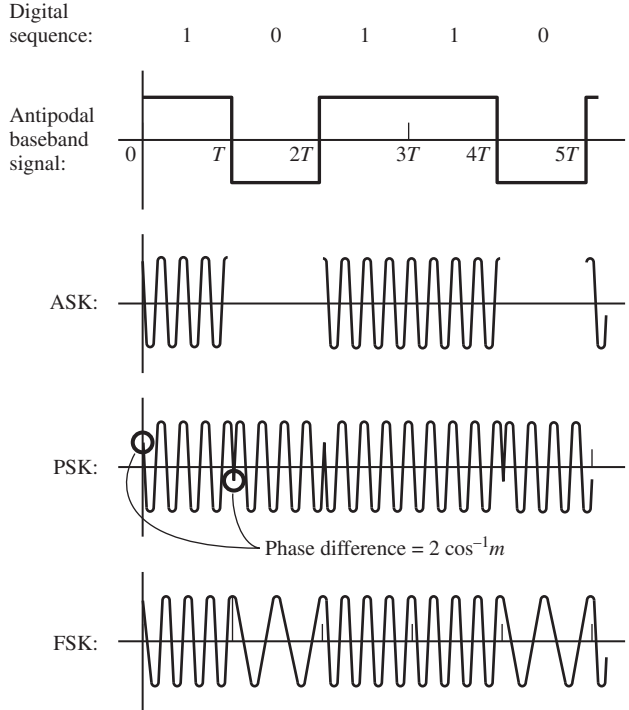 Digital
sequence: 1 0 1 1 0
Antipodal
baseband
signal:
0 T 2T 3T 4T 5T
ASK:
PSK:
Phase difference = 2 cos⁻¹m
FSK: